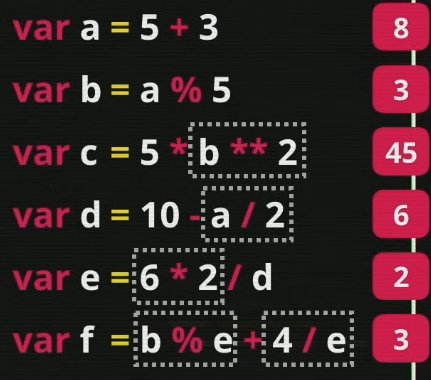 var a = 5 + 3 8
var b = a % 5 3
var c = 5 * b ** 2 45
var d = 10 - a / 2 6
var e = 6 * 2 / d 2
var f = b % e + 4 / e 3